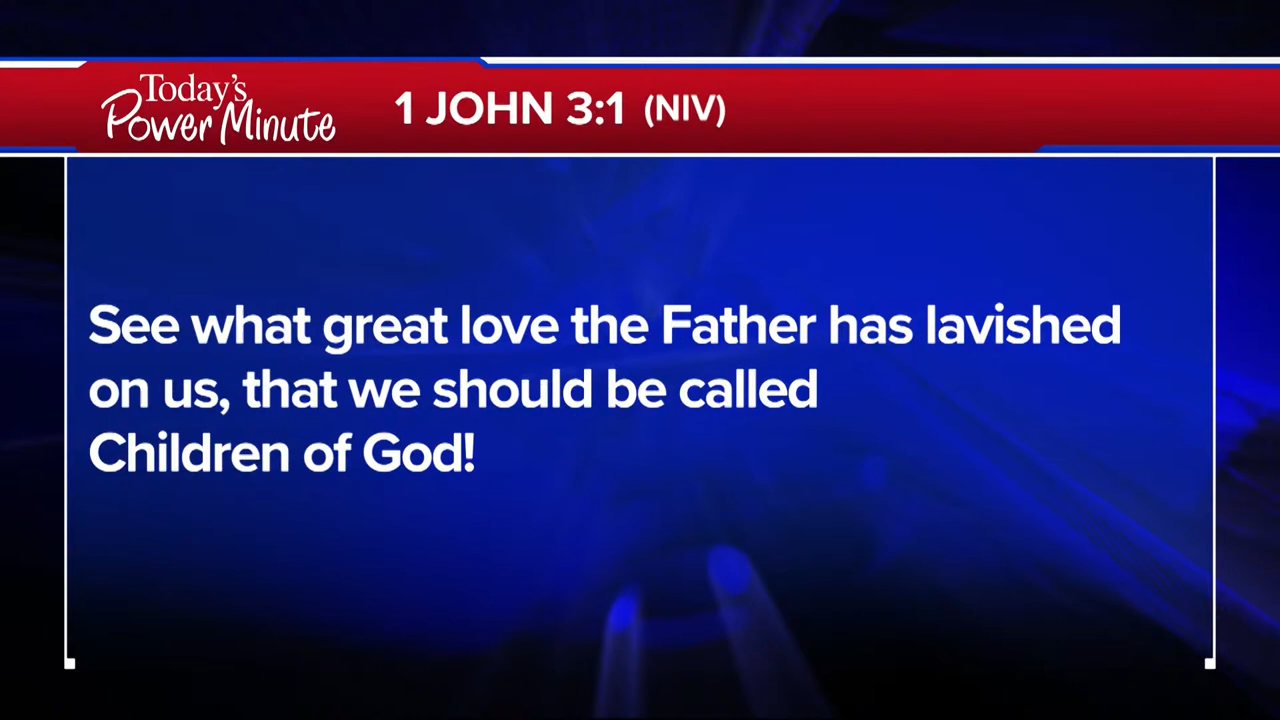 Today's
Power Minute
1 JOHN 3:1 (NIV)
See what great love the Father has lavished
on us, that we should be called
Children of God!